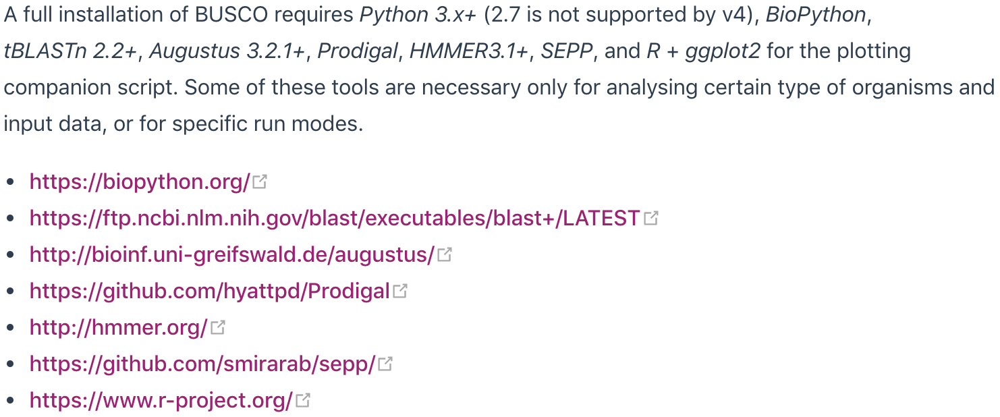 A full installation of BUSCO requires Python 3.x+ (2.7 is not supported by v4), BioPython,
tBLASTn 2.2+, Augustus 3.2.1+, Prodigal, HMMER3.1+, SEPP, and R + ggplot2 for the plotting
companion script. Some of these tools are necessary only for analysing certain type of organisms and
input data, or for specific run modes.
• https://biopython.org/
• https://ftp.ncbi.nlm.nih.gov/blast/executables/blast+/LATEST
• http://bioinf.uni-greifswald.de/augustus/
• https://github.com/hyattpd/Prodigal
• http://hmmer.org/
• https://github.com/smirarab/sepp/
• https://www.r-project.org/